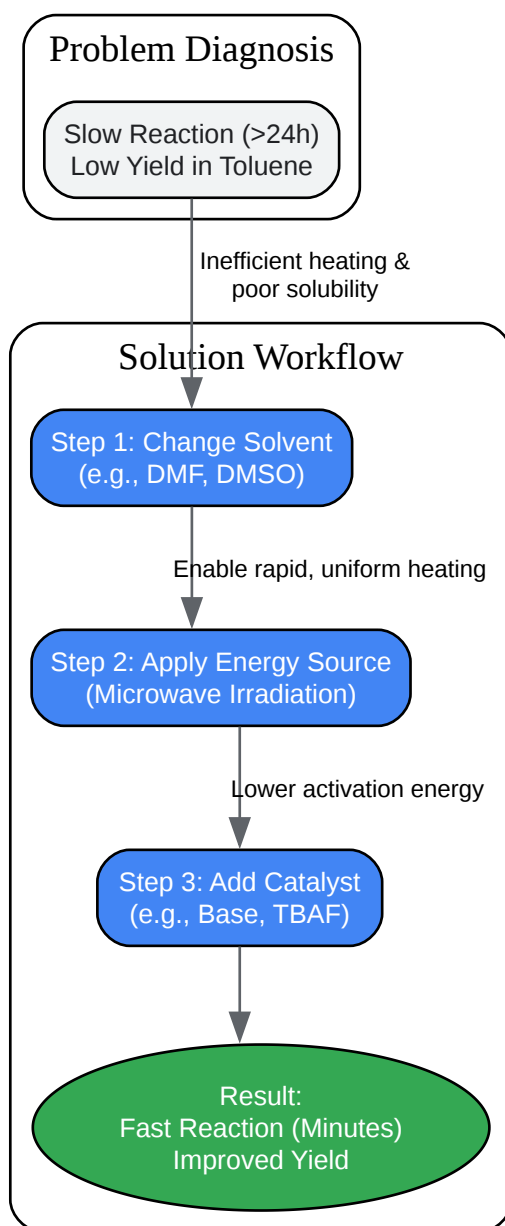 Problem Diagnosis
Slow Reaction (>24h)
Low Yield in Toluene
Inefficient heating &
poor solubility
Solution Workflow
Step 1: Change Solvent
(e.g., DMF, DMSO)
Enable rapid, uniform heating
Step 2: Apply Energy Source
(Microwave Irradiation)
Lower activation energy
Step 3: Add Catalyst
(e.g., Base, TBAF)
Result:
Fast Reaction (Minutes)
Improved Yield